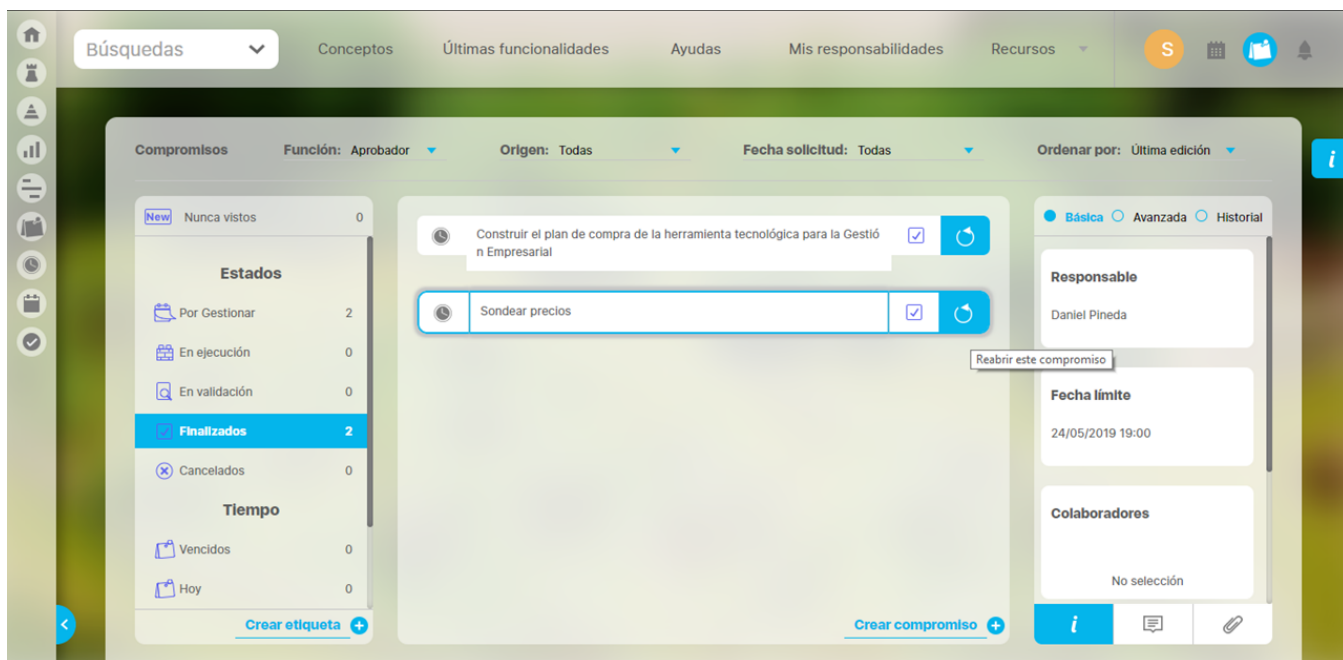 Búsquedas
Conceptos
Últimas funcionalidades
Ayudas
Mis responsabilidades
Recursos
S
Compromisos
Función: Aprobador
Origen: Todas
Fecha solicitud: Todas
Ordenar por: Última edición
i
New Nunca vistos 0
Estados
Por Gestionar 2
En ejecución 0
En validación 0
Finalizados 2
Cancelados 0
Tiempo
Vencidos 0
Hoy 0
Crear etiqueta
Construir el plan de compra de la herramienta tecnológica para la Gestió
n Empresarial
Sondear precios
Reabrir este compromiso
Crear compromiso
Básica Avanzada Historial
Responsable
Daniel Pineda
Fecha límite
24/05/2019 19:00
Colaboradores
No selección
i